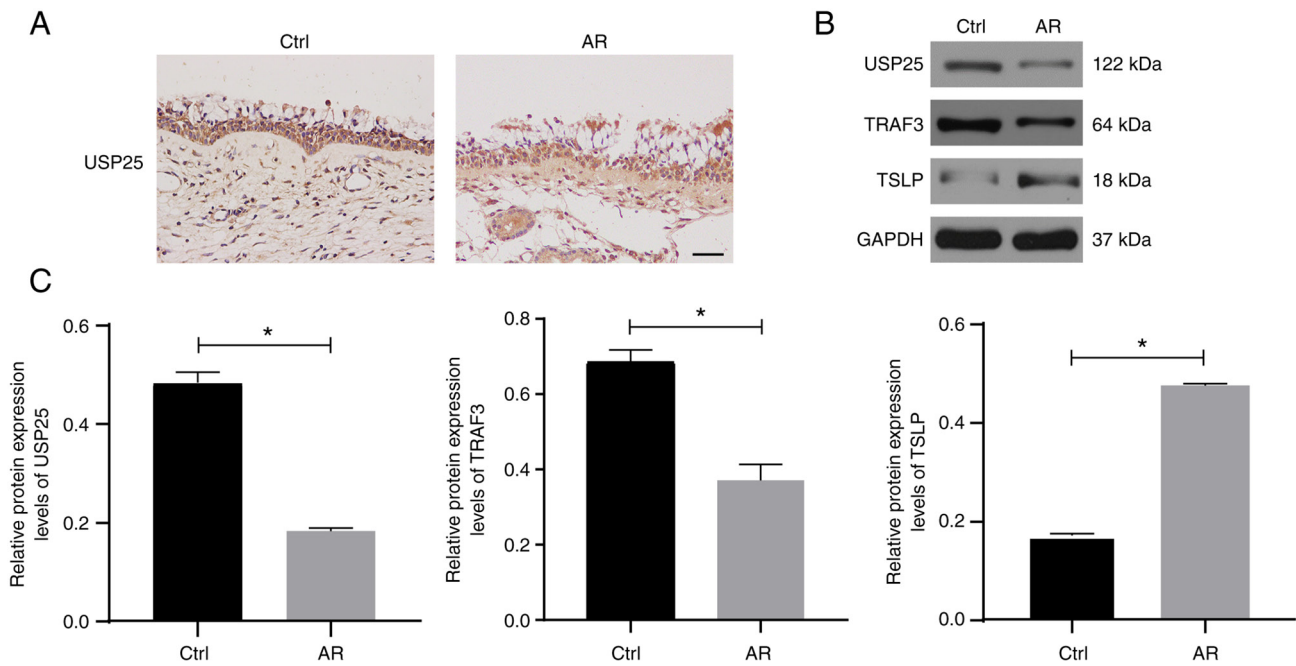 A
Ctrl
AR
USP25
B
Ctrl AR
USP25 122 kDa
TRAF3 64 kDa
TSLP 18 kDa
GAPDH 37 kDa
C
Relative protein expression
levels of USP25
0.6
0.4
0.2
0.0
*
Ctrl
AR
Relative protein expression
levels of TRAF3
0.8
0.6
0.4
0.2
0.0
*
Ctrl
AR
Relative protein expression
levels of TSLP
0.6
0.4
0.2
0.0
*
Ctrl
AR